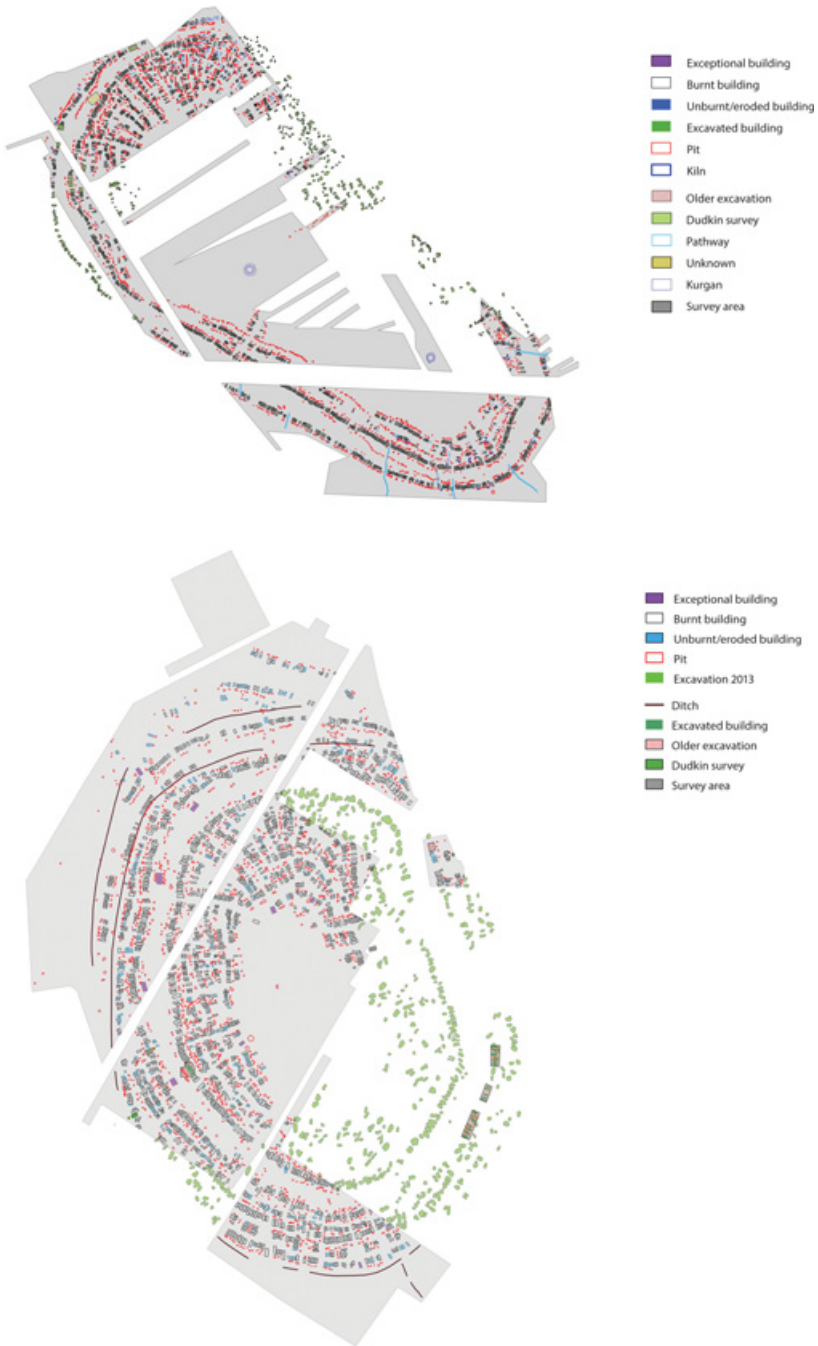 Exceptional building
Burnt building
Unburnt/eroded building
Excavated building
Pit
Kiln
Older excavation
Dudkin survey
Pathway
Unknown
Kurgan
Survey area
Exceptional building
Burnt building
Unburnt/eroded building
Pit
Excavation 2013
Ditch
Excavated building
Older excavation
Dudkin survey
Survey area